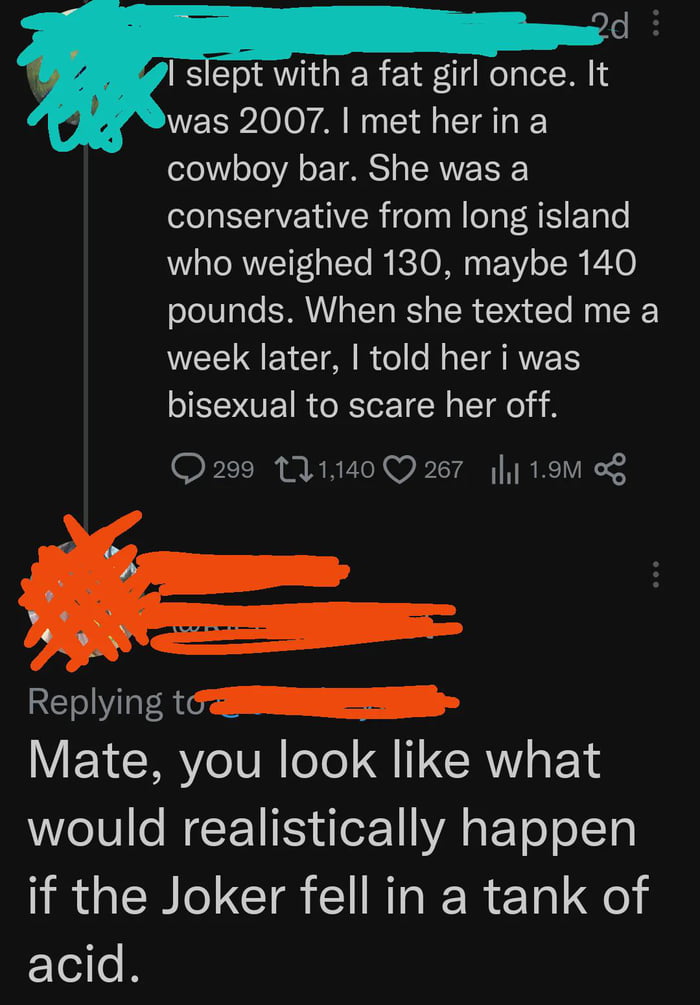 2d
I slept with a fat girl once. It
was 2007. I met her in a
cowboy bar. She was a
conservative from long island
who weighed 130, maybe 140
pounds. When she texted me a
week later, I told her i was
bisexual to scare her off.
299 1,140 267 1.9M
Replying to
Mate, you look like what
would realistically happen
if the Joker fell in a tank of
acid.